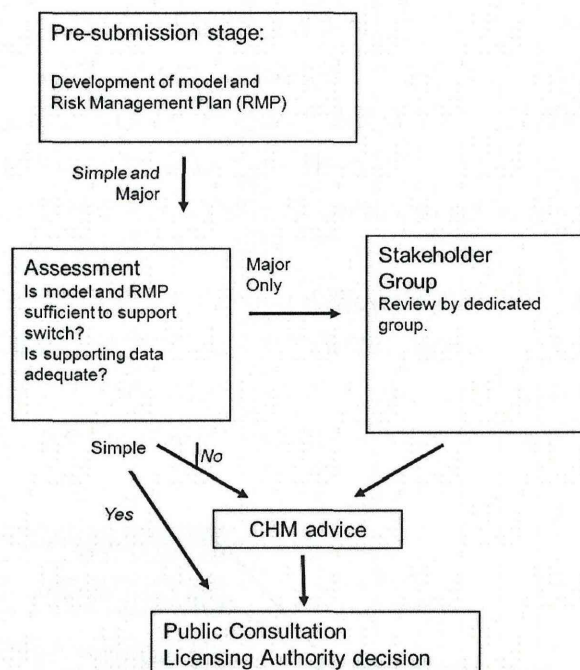 Pre-submission stage:
Development of model and
Risk Management Plan (RMP)
Simple and
Major
Assessment
Is model and RMP
sufficient to support
switch?
Is supporting data
adequate?
Major
Only
Stakeholder
Group
Review by dedicated
group.
Simple
No
Yes
CHM advice
Public Consultation
Licensing Authority decision